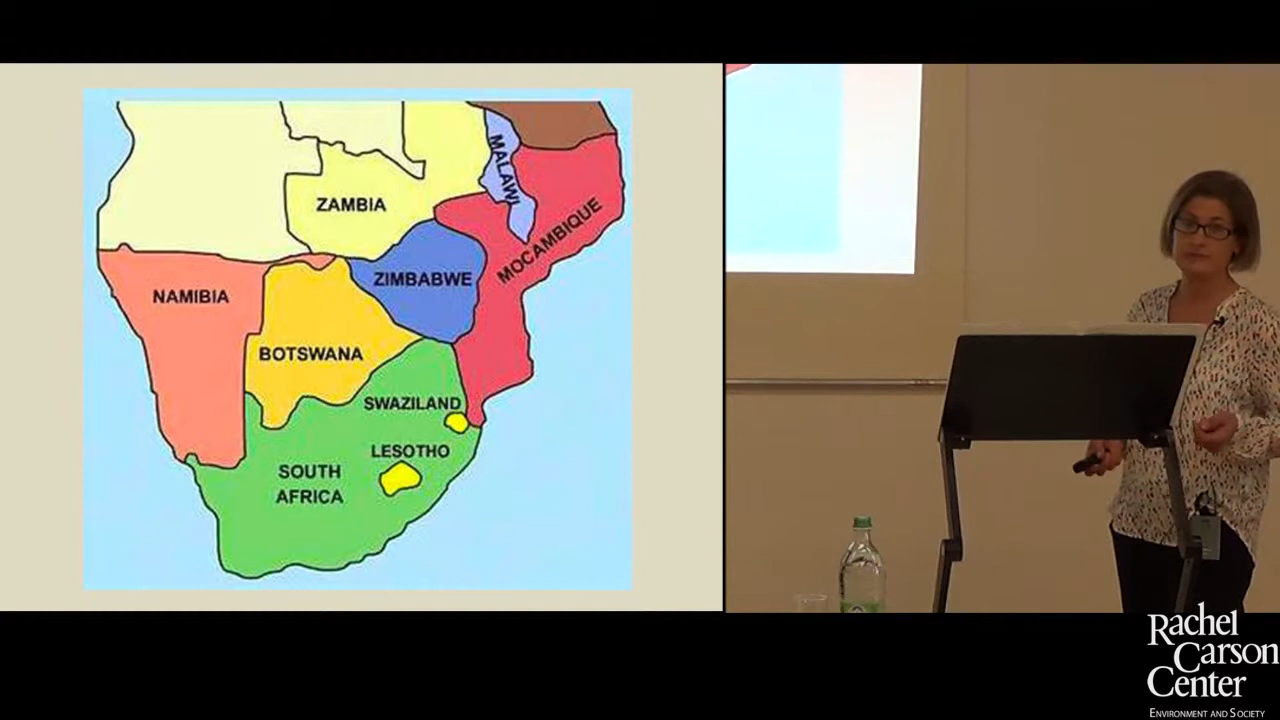 MALAWI
ZAMBIA
MOCAMBIQUE
ZIMBABWE
NAMIBIA
BOTSWANA
SWAZILAND
LESOTHO
SOUTH
AFRICA
Rachel
Carson
Center
ENVIRONMENT AND SOCIETY